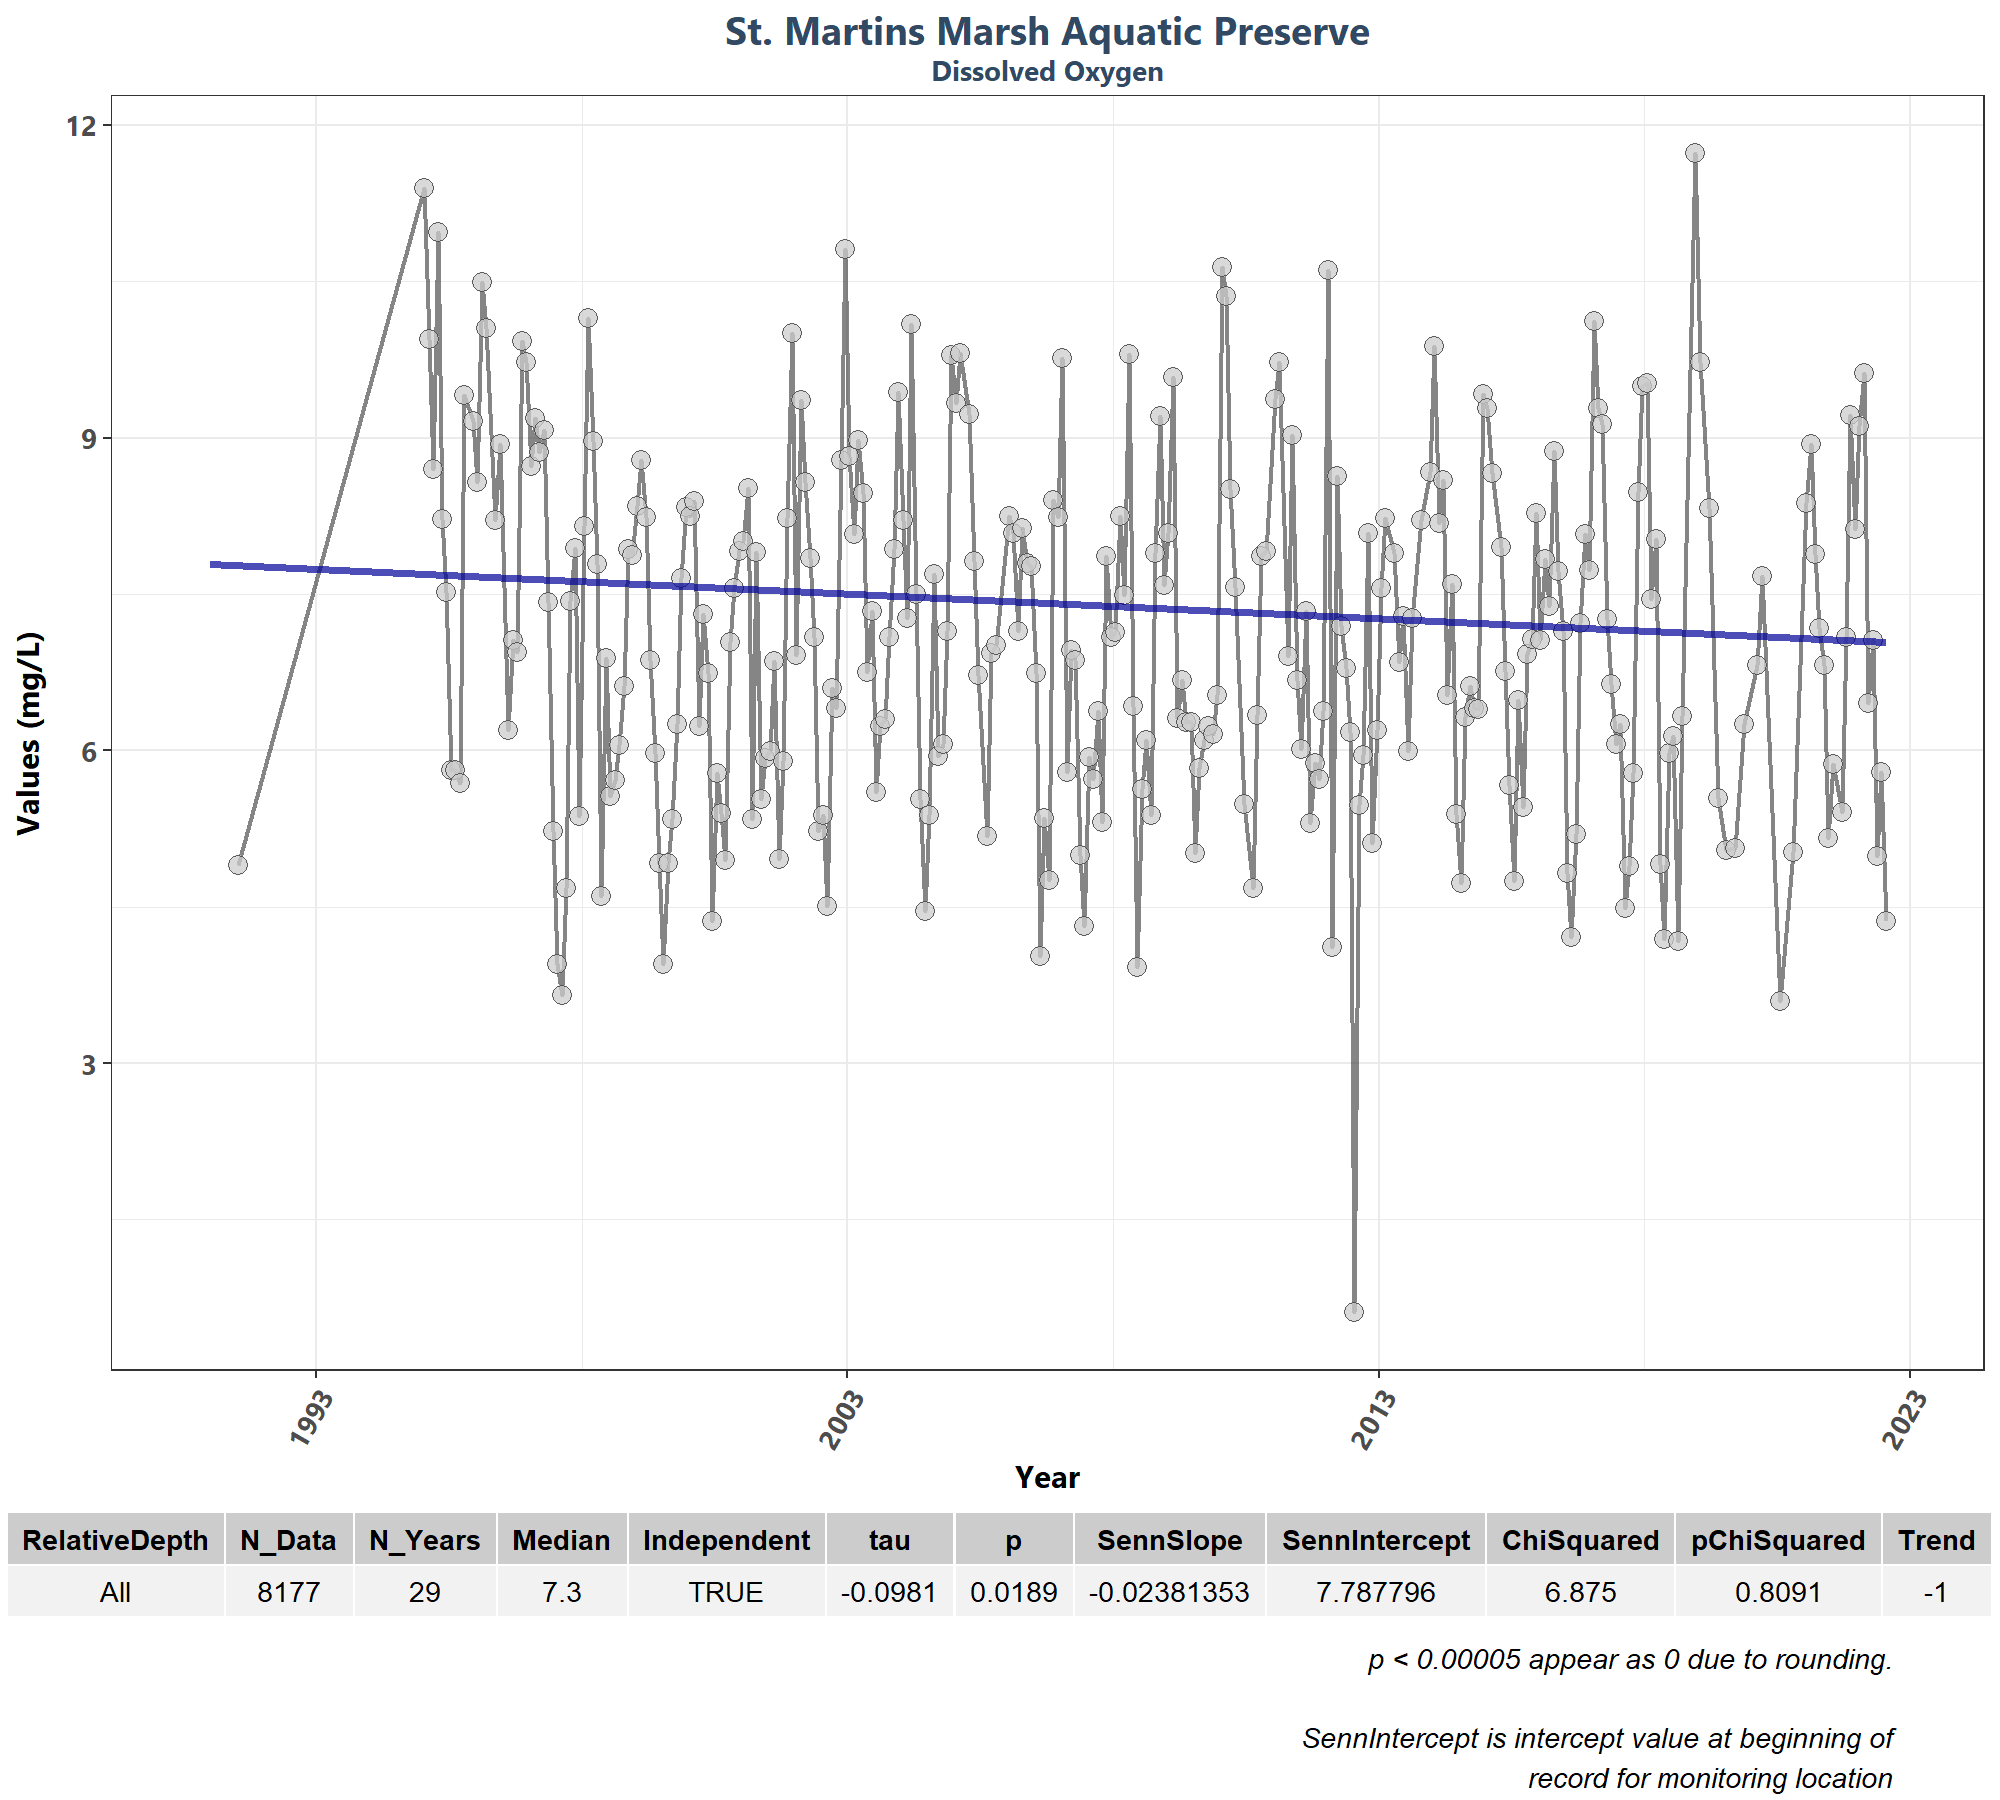 St. Martins Marsh Aquatic Preserve
Dissolved Oxygen
12
9
6
3
Values (mg/L)
1993
2003
2013
2023
Year
RelativeDepth N_Data N_Years Median Independent tau p SennSlope SennIntercept ChiSquared pChiSquared Trend
All 8177 29 7.3 TRUE -0.0981 0.0189 -0.02381353 7.787796 6.875 0.8091 -1
p < 0.00005 appear as 0 due to rounding.
SennIntercept is intercept value at beginning of
record for monitoring location